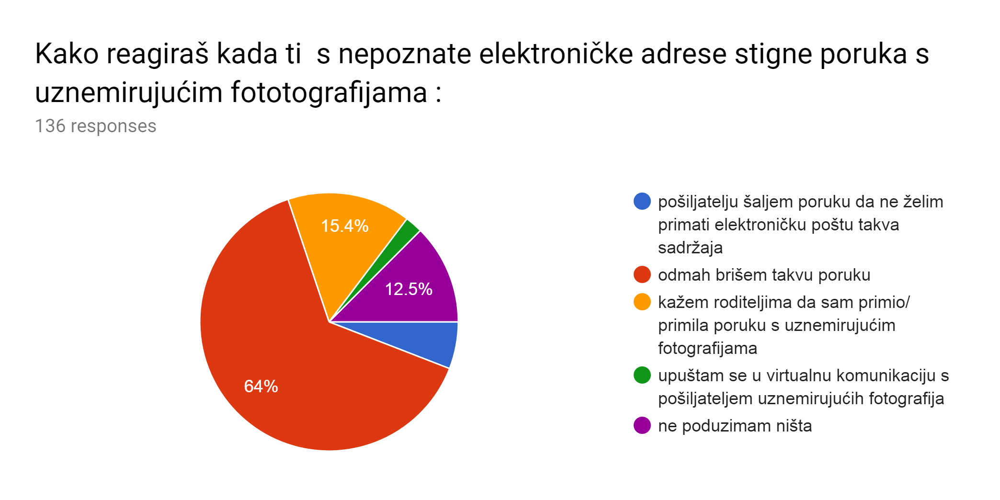 Kako reagiraš kada ti  s nepoznate elektroničke adrese stigne poruka s
uznemirujućim fototografijama :
136 responses
15.4%
12.5%
64%
pošiljatelju šaljem poruku da ne želim
primati elektroničku poštu takva
sadržaja
odmah brišem takvu poruku
kažem roditeljima da sam primio/
primila poruku s uznemirujućim
fotografijama
upuštam se u virtualnu komunikaciju s
pošiljateljem uznemirujućih fotografija
ne poduzimam ništa